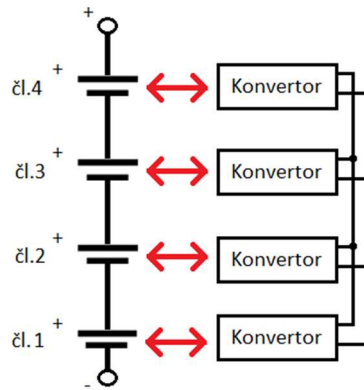 +
čl.4 + Konvertor
čl.3 + Konvertor
čl.2 + Konvertor
čl.1 + Konvertor
-